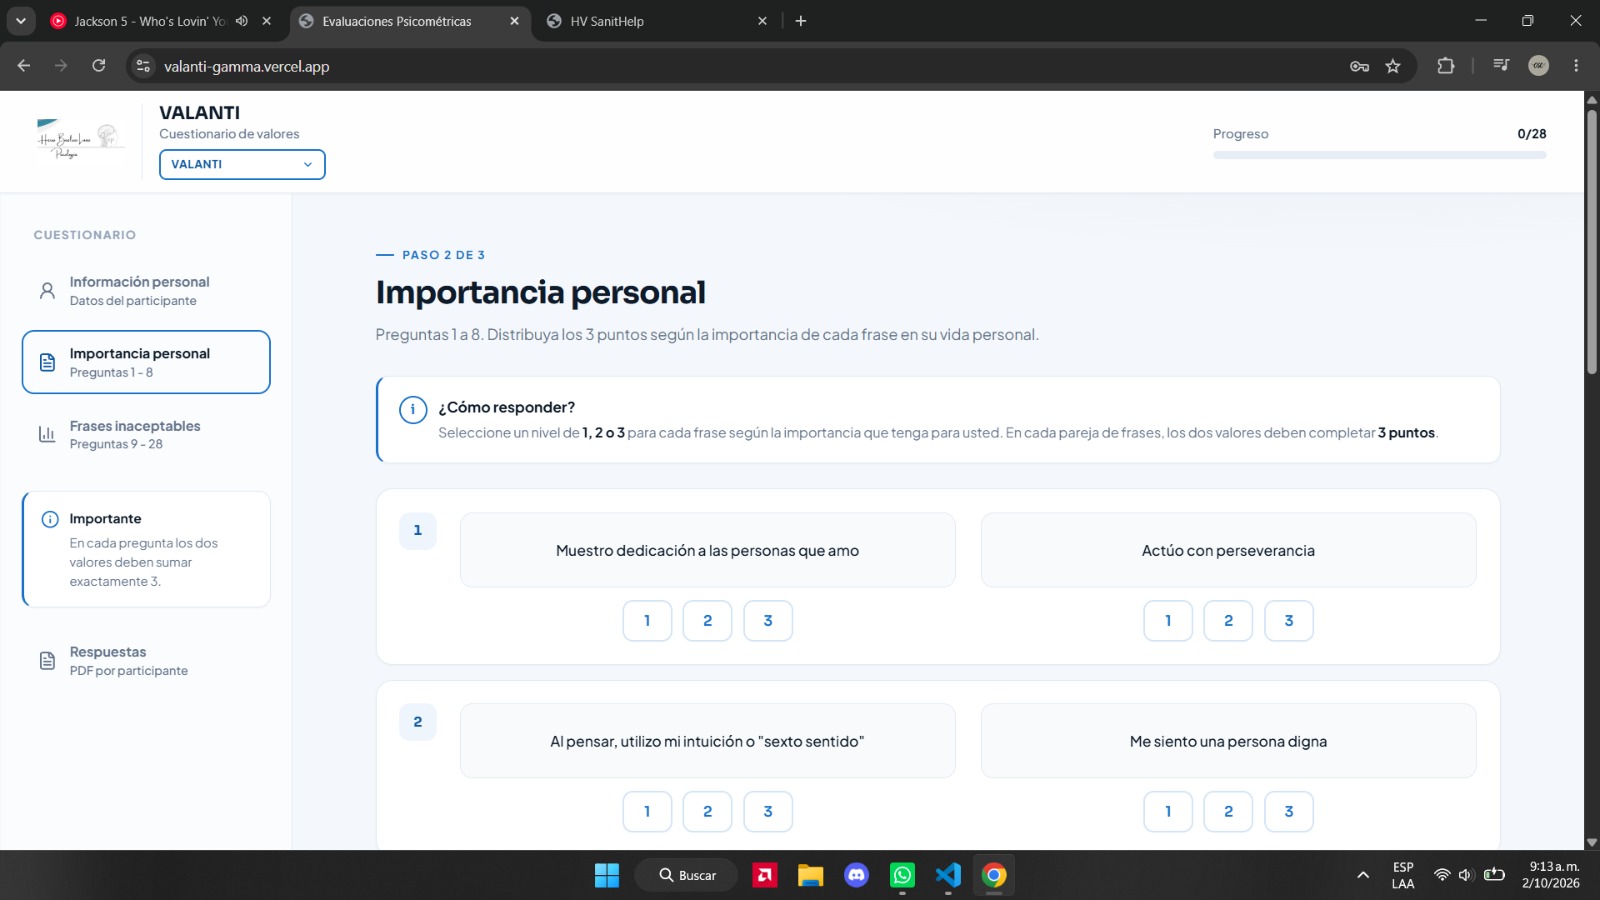 Jackson 5 - Who's Lovin' Yo
Evaluaciones Psicométricas
HV SanitHelp
valanti-gamma.vercel.app
VALANTI
Cuestionario de valores
VALANTI
Progreso
0/28
CUESTIONARIO
Información personal
Datos del participante
Importancia personal
Preguntas 1 - 8
Frases inaceptables
Preguntas 9 - 28
Importante
En cada pregunta los dos
valores deben sumar
exactamente 3.
Respuestas
PDF por participante
PASO 2 DE 3
Importancia personal
Preguntas 1 a 8. Distribuya los 3 puntos según la importancia de cada frase en su vida personal.
¿Cómo responder?
Seleccione un nivel de 1, 2 o 3 para cada frase según la importancia que tenga para usted. En cada pareja de frases, los dos valores deben completar 3 puntos.
1
Muestro dedicación a las personas que amo
Actúo con perseverancia
1 2 3
1 2 3
2
Al pensar, utilizo mi intuición o "sexto sentido"
Me siento una persona digna
1 2 3
1 2 3
Buscar
ESP
LAA
9:13 a. m.
2/10/2026